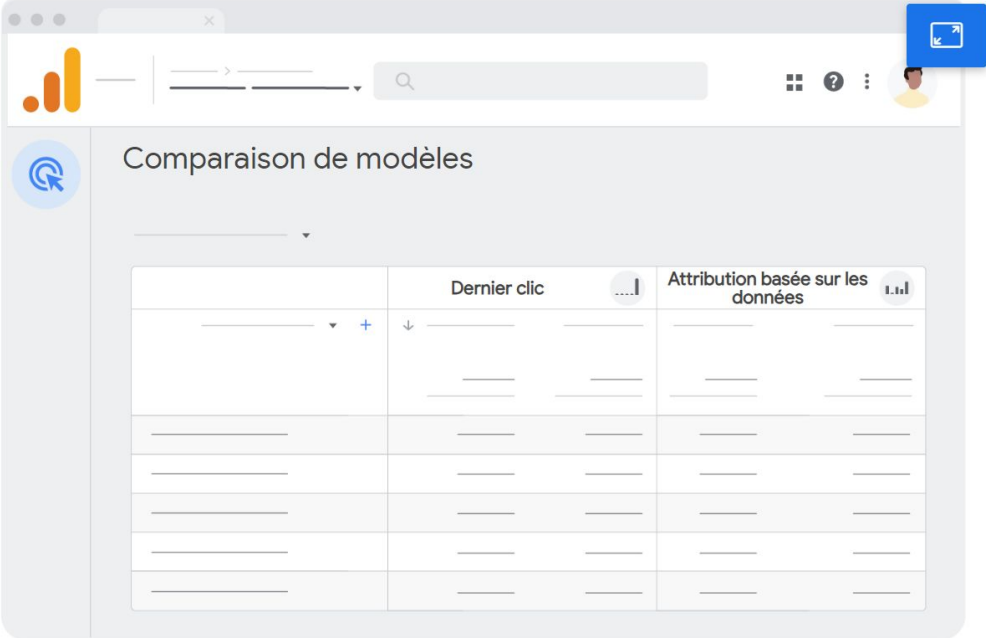 Comparaison de modèles
Dernier clic
Attribution basée sur les
données